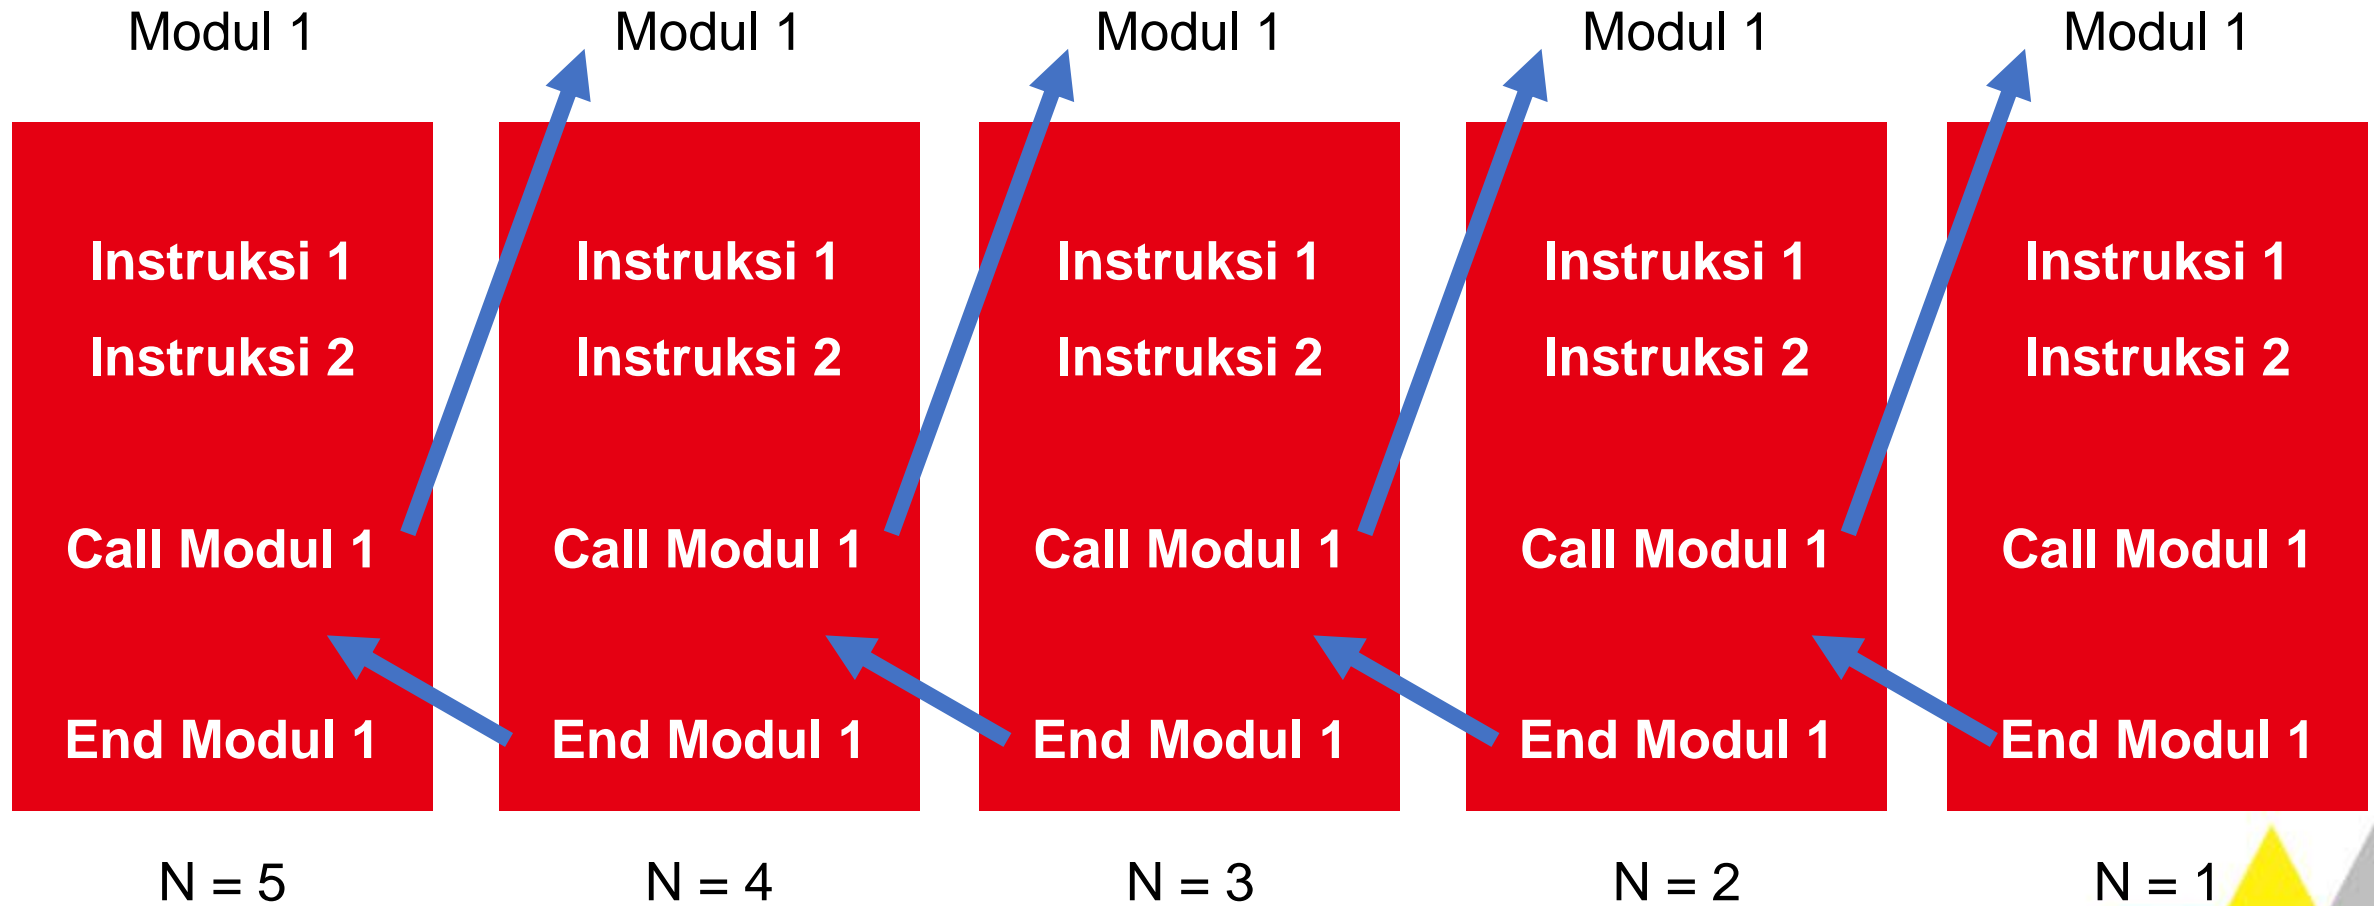 Modul 1
Instruksi 1
Instruksi 2
Call Modul 1
End Modul 1
N = 5
Modul 1
Instruksi 1
Instruksi 2
Call Modul 1
End Modul 1
N = 4
Modul 1
Instruksi 1
Instruksi 2
Call Modul 1
End Modul 1
N = 3
Modul 1
Instruksi 1
Instruksi 2
Call Modul 1
End Modul 1
N = 2
Modul 1
Instruksi 1
Instruksi 2
Call Modul 1
End Modul 1
N = 1